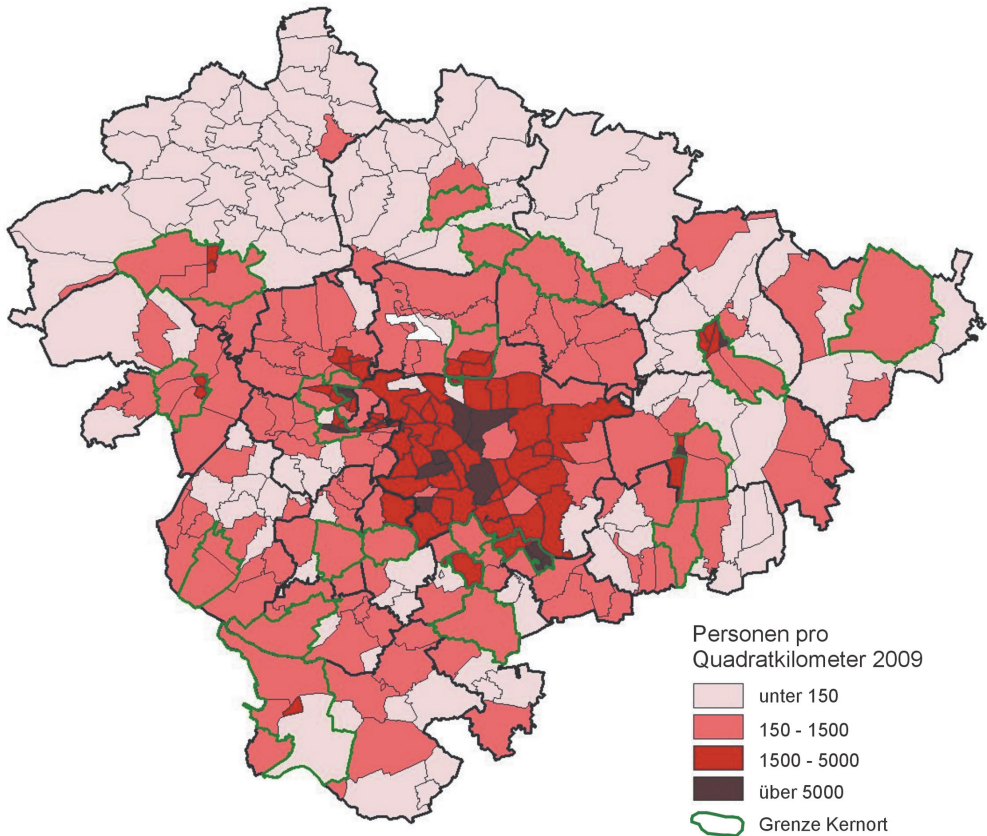 Personen pro
Quadratkilometer 2009
unter 150
150 - 1500
1500 - 5000
über 5000
Grenze Kernort